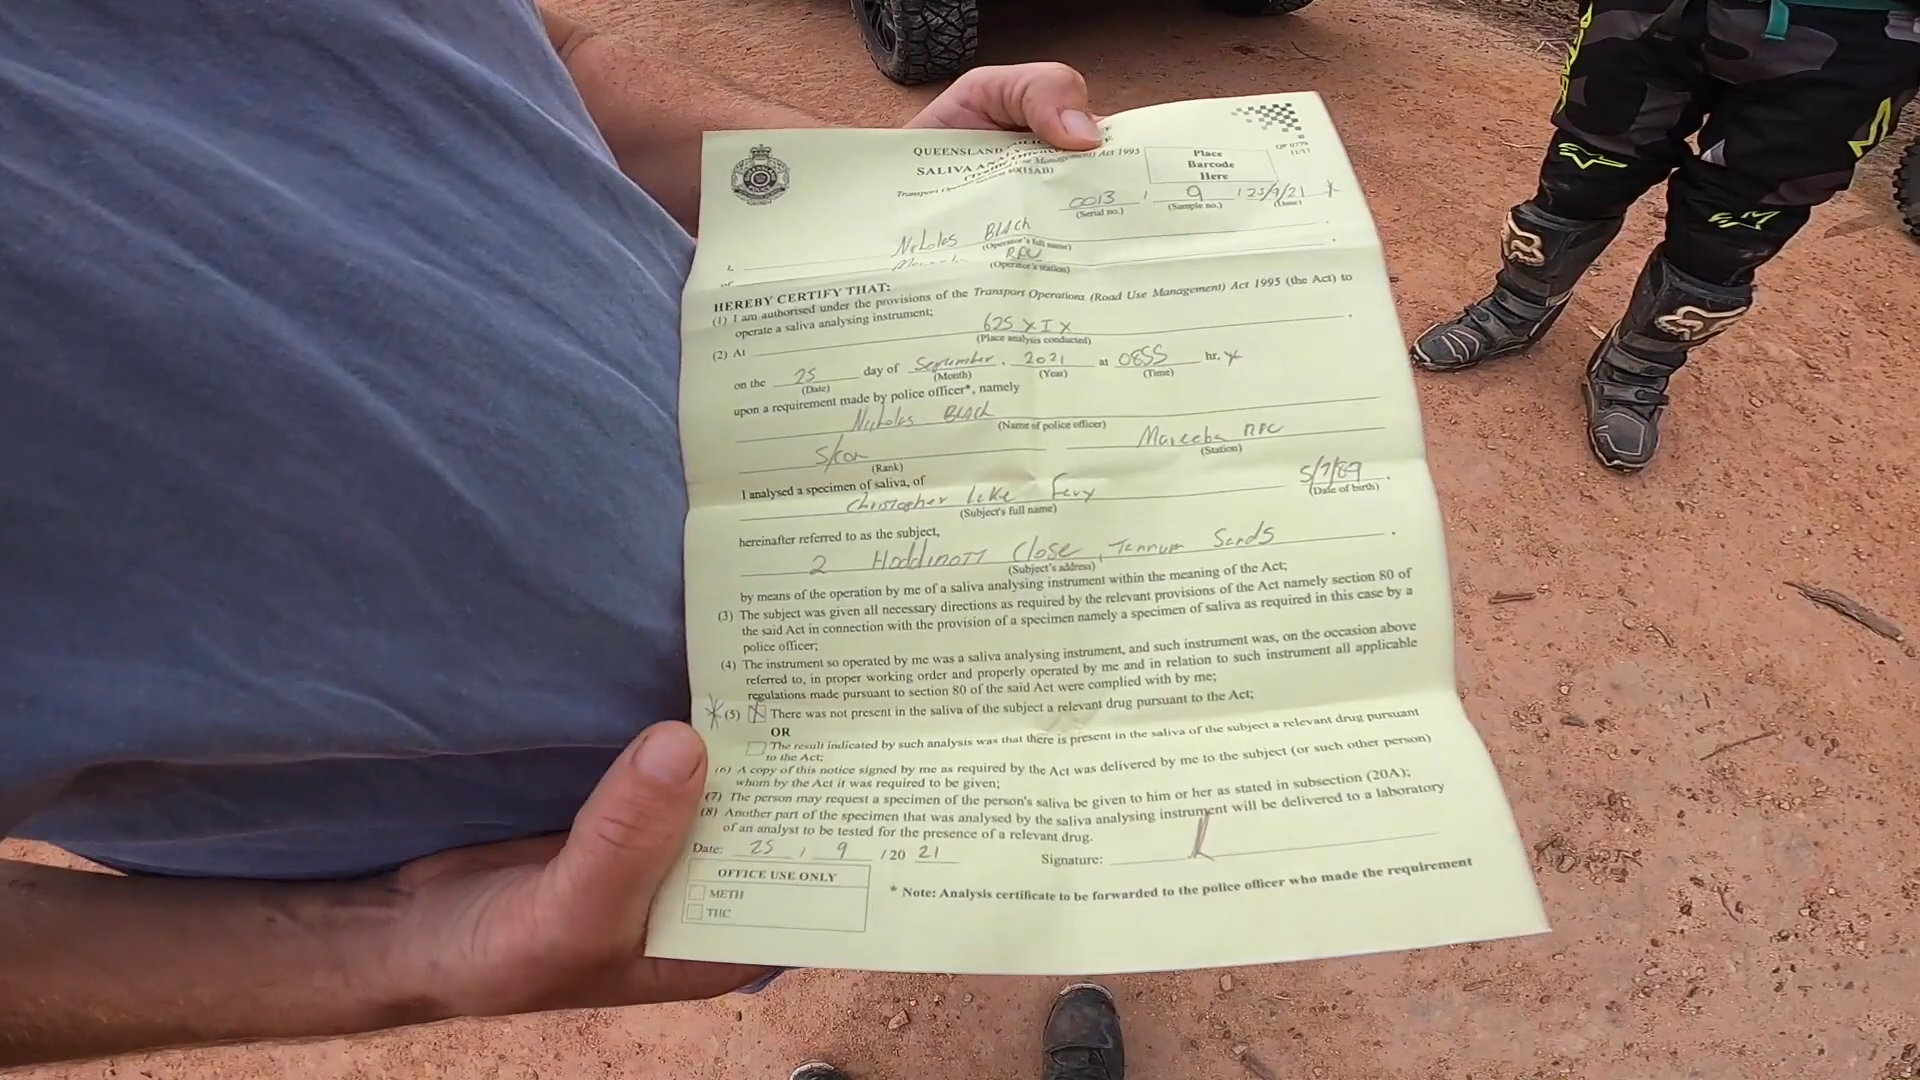 QUEENSLAND
SALIVA
Act 1995
Place
Barcode
Here
QP 0779
11/17
0013 / 9 / 25/9/21
(Serial no.) (Sample no.) (Date)
I, Nicholas Black
(Operator's full name)
of RPU
(Operator's station)
HEREBY CERTIFY THAT:
(1) I am authorised under the provisions of the Transport Operations (Road Use Management) Act 1995 (the Act) to
operate a saliva analysing instrument;
(2) At
(Place analysis conducted)
on the 25 day of September, 2021 at 0855 hr,
(Date) (Month) (Year) (Time)
upon a requirement made by police officer*, namely
Nicholas Black
(Name of police officer)
S/Con Mareeba
(Rank) (Station)
I analysed a specimen of saliva, of
Christopher Luke 5/7/89
(Subject's full name) (Date of birth)
hereinafter referred to as the subject,
2 Hoddinott Close, Tannum Sands
(Subject's address)
by means of the operation by me of a saliva analysing instrument within the meaning of the Act;
(3) The subject was given all necessary directions as required by the relevant provisions of the Act namely section 80 of
the said Act in connection with the provision of a specimen namely a specimen of saliva as required in this case by a
police officer;
(4) The instrument so operated by me was a saliva analysing instrument, and such instrument was, on the occasion above
referred to, in proper working order and properly operated by me and in relation to such instrument all applicable
regulations made pursuant to section 80 of the said Act were complied with by me;
(5) There was not present in the saliva of the subject a relevant drug pursuant to the Act;
OR
The result indicated by such analysis was that there is present in the saliva of the subject a relevant drug pursuant
to the Act;
(6) A copy of this notice signed by me as required by the Act was delivered by me to the subject (or such other person)
whom by the Act it was required to be given;
(7) The person may request a specimen of the person's saliva be given to him or her as stated in subsection (20A);
(8) Another part of the specimen that was analysed by the saliva analysing instrument will be delivered to a laboratory
of an analyst to be tested for the presence of a relevant drug.
Date: 25 / 9 / 20 21 Signature:
OFFICE USE ONLY
METH
THC
* Note: Analysis certificate to be forwarded to the police officer who made the requirement